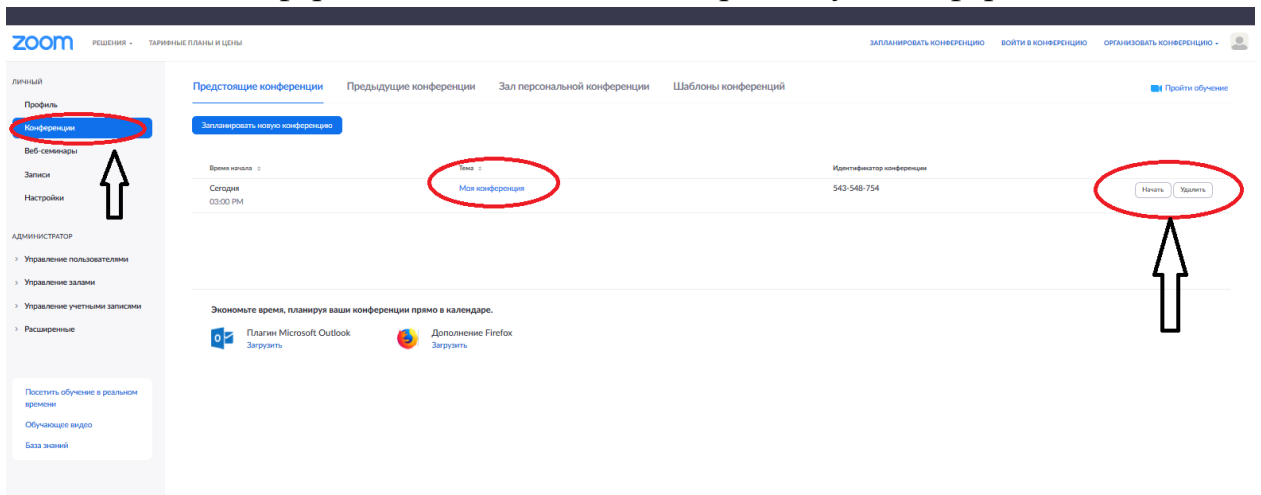 zoom РЕШЕНИЯ ТАРИФНЫЕ ПЛАНЫ И ЦЕНЫ ЗАПЛАНИРОВАТЬ КОНФЕРЕНЦИЮ ВОЙТИ В КОНФЕРЕНЦИЮ ОРГАНИЗОВАТЬ КОНФЕРЕНЦИЮ
ЛИЧНЫЙ
Профиль
Конференции
Веб-семинары
Записи
Настройки
АДМИНИСТРАТОР
Управление пользователями
Управление залами
Управление учетными записями
Расширенные
Посетить обучение в реальном
времени
Обучающее видео
База знаний
Предстоящие конференции Предыдущие конференции Зал персональной конференции Шаблоны конференций Пройти обучение
Запланировать новую конференцию
Время начала Тема Идентификатор конференции
Сегодня Моя конференция 543-548-754 Начать Удалить
03:00 PM
Экономьте время, планируя ваши конференции прямо в календаре.
Плагин Microsoft Outlook Дополнение Firefox
Загрузить Загрузить